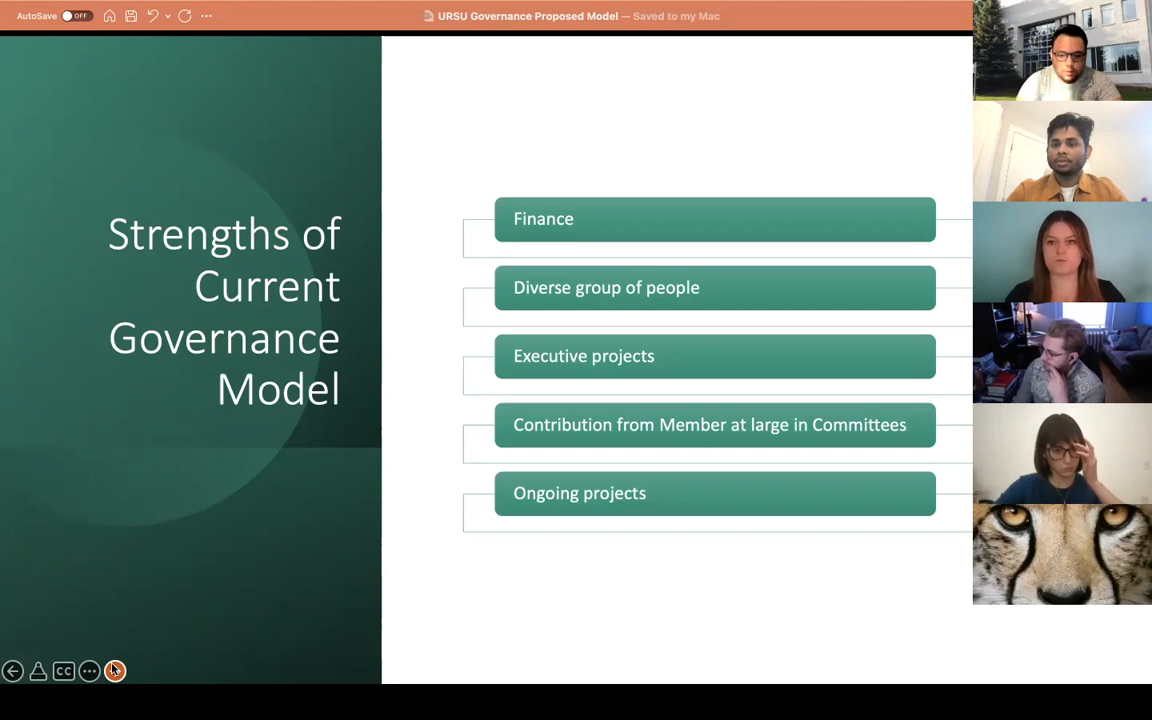 AutoSave OFF
URSU Governance Proposed Model — Saved to my Mac
Strengths of
Current
Governance
Model
Finance
Diverse group of people
Executive projects
Contribution from Member at large in Committees
Ongoing projects
CC